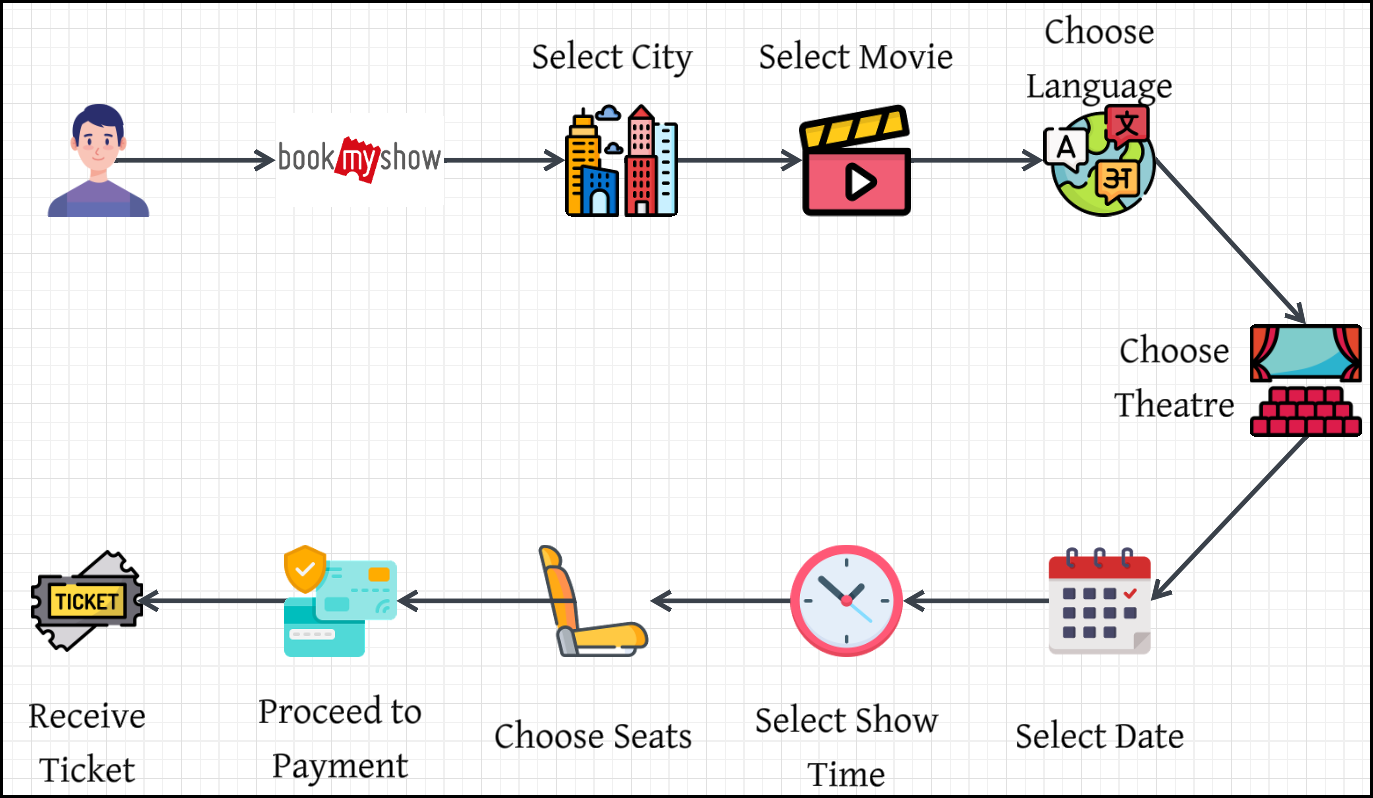 Select City
Select Movie
Choose
Language
bookmyshow
A
文
अ
Choose
Theatre
TICKET
Receive
Ticket
Proceed to
Payment
Choose Seats
Select Show
Time
Select Date